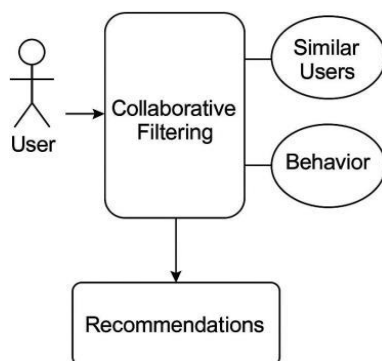 User
Collaborative
Filtering
Similar
Users
Behavior
Recommendations